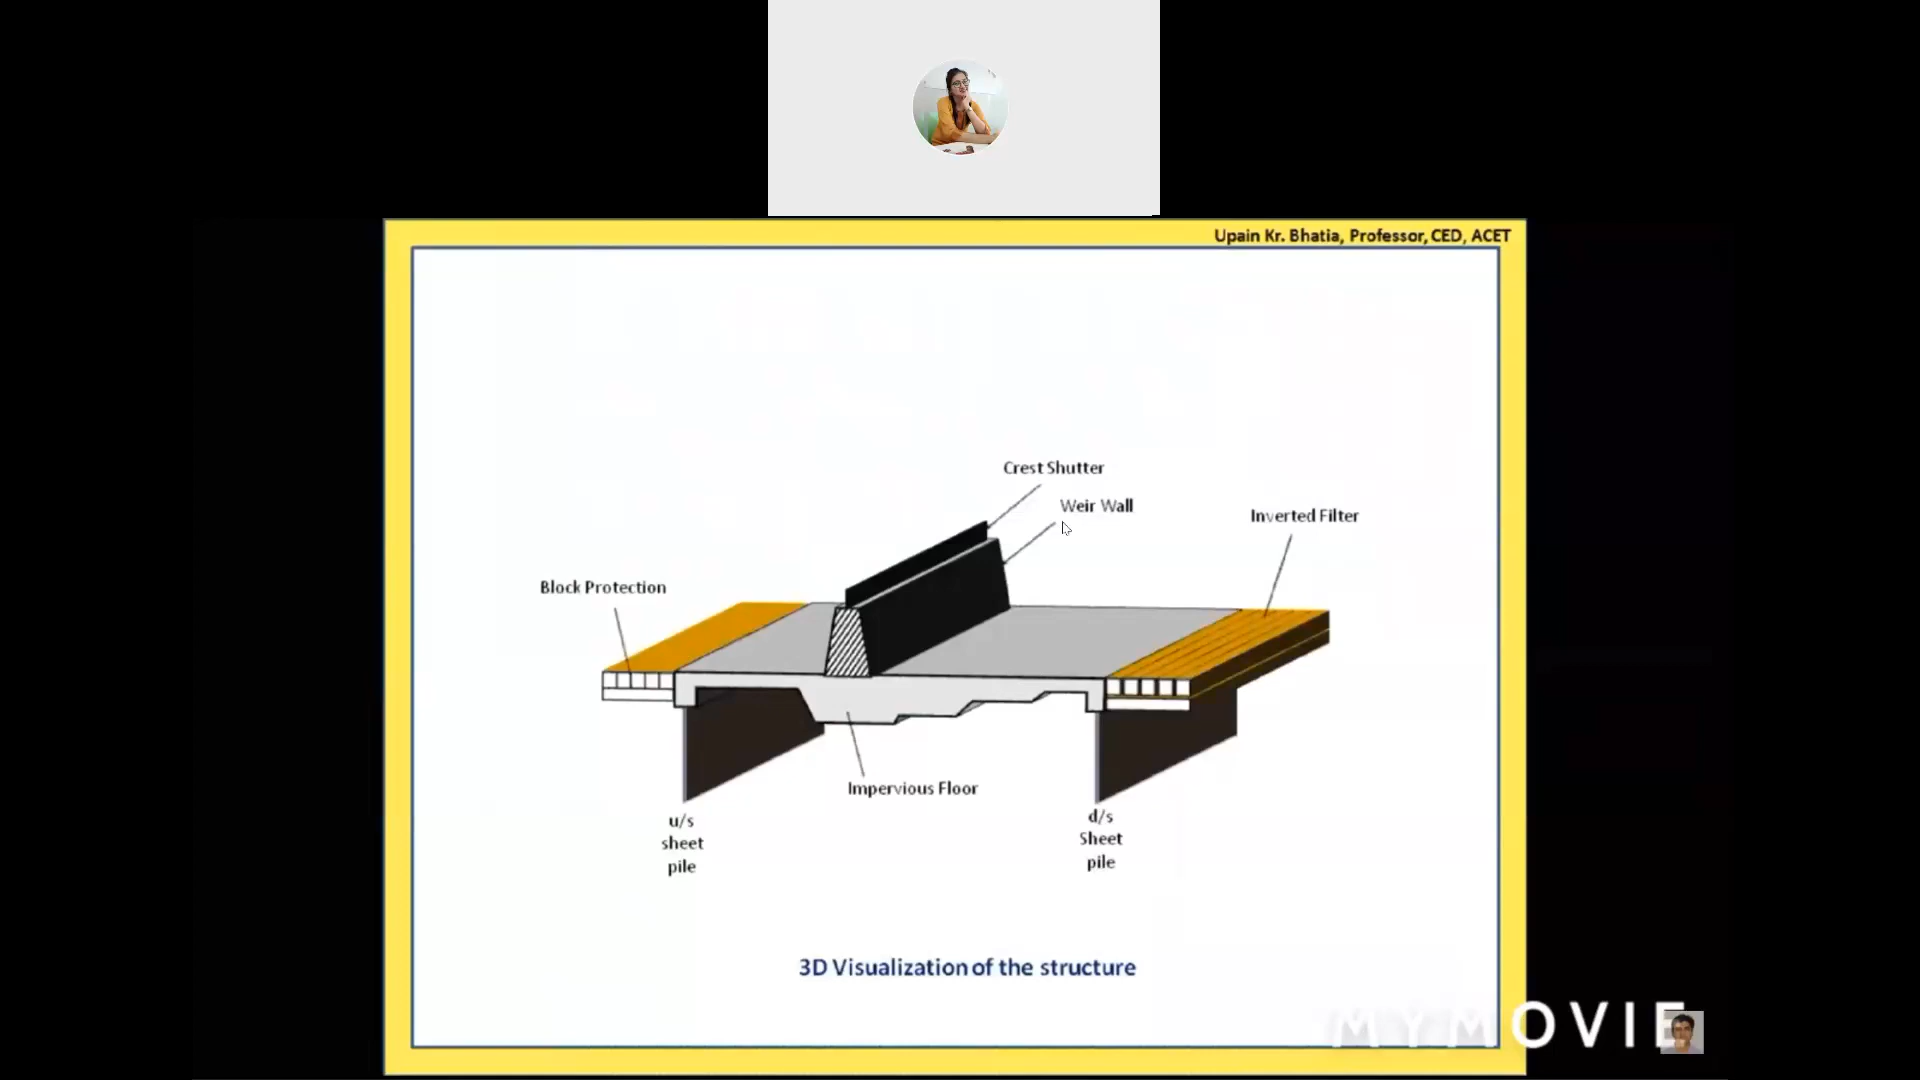 Upain Kr. Bhatia, Professor, CED, ACET
Crest Shutter
Weir Wall
Inverted Filter
Block Protection
Impervious Floor
u/s
sheet
pile
d/s
Sheet
pile
3D Visualization of the structure
MYMOVIE